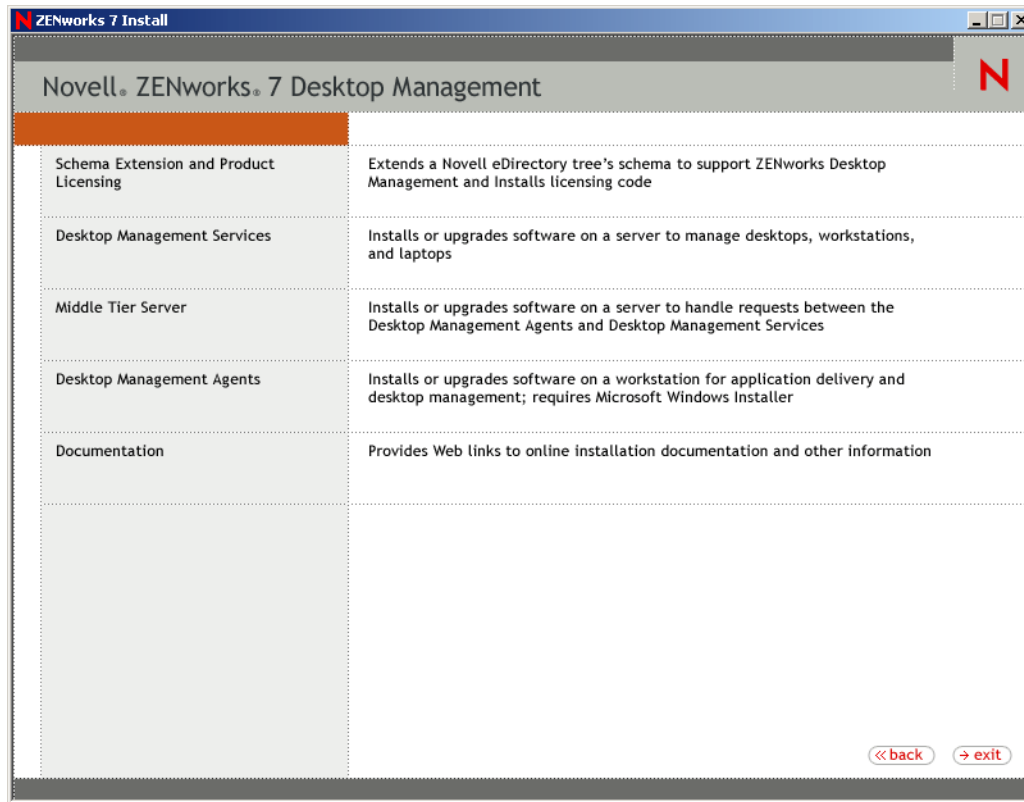 ZENworks 7 Install
Novell® ZENworks® 7 Desktop Management
N
Schema Extension and Product
Licensing
Extends a Novell eDirectory tree's schema to support ZENworks Desktop
Management and Installs licensing code
Desktop Management Services
Installs or upgrades software on a server to manage desktops, workstations,
and laptops
Middle Tier Server
Installs or upgrades software on a server to handle requests between the
Desktop Management Agents and Desktop Management Services
Desktop Management Agents
Installs or upgrades software on a workstation for application delivery and
desktop management; requires Microsoft Windows Installer
Documentation
Provides Web links to online installation documentation and other information
back
exit